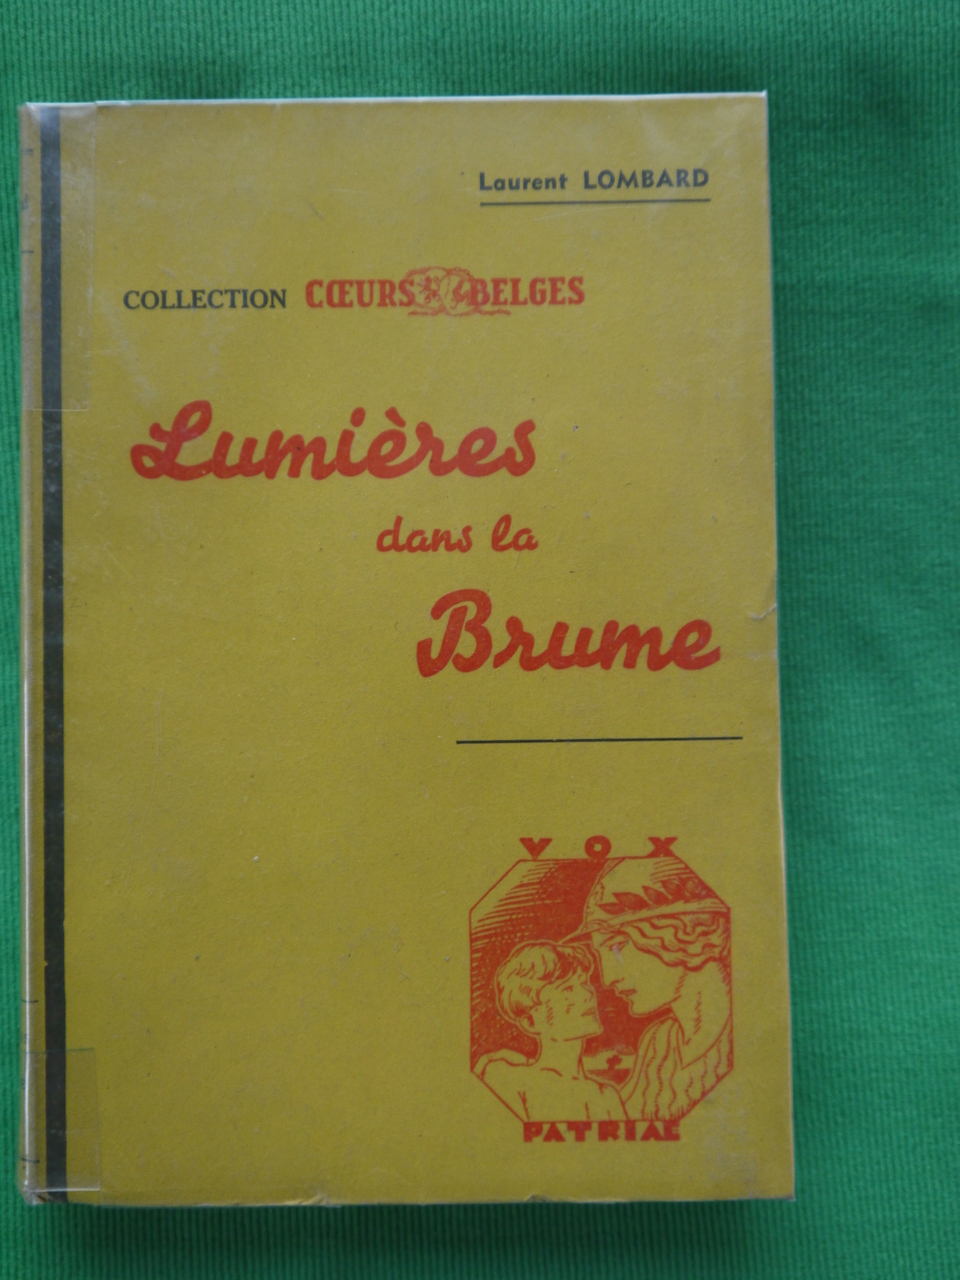 Laurent LOMBARD
COLLECTION CŒURS BELGES
Lumières
dans la
Brume
VOX
PATRIAE